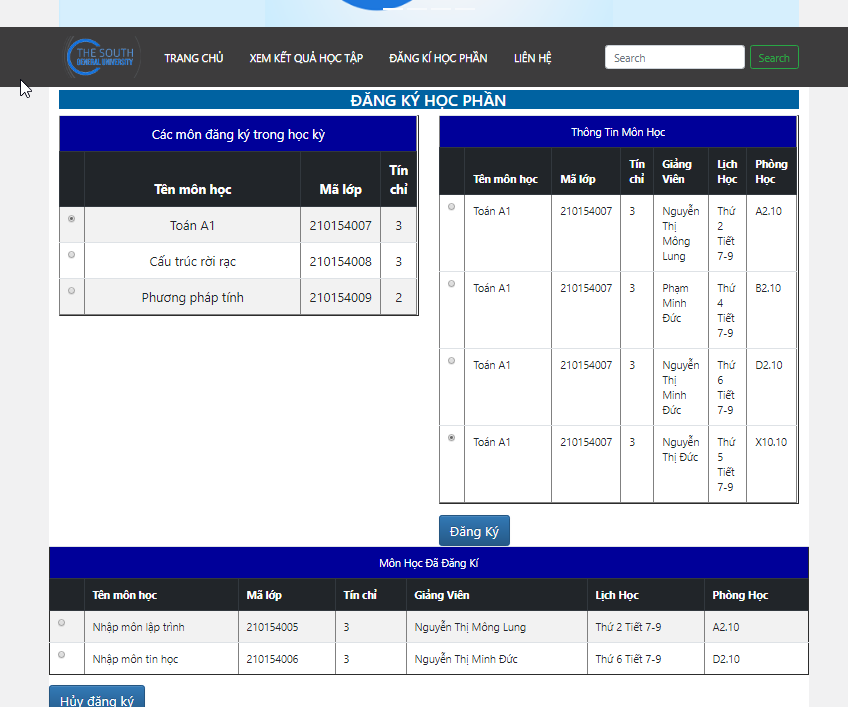 THE SOUTH
GENERAL UNIVERSITY
TRANG CHỦ
XEM KẾT QUẢ HỌC TẬP
ĐĂNG KÍ HỌC PHẦN
LIÊN HỆ
Search
Search
ĐĂNG KÝ HỌC PHẦN
Các môn đăng ký trong học kỳ
Tên môn học Mã lớp Tín chỉ
Toán A1 210154007 3
Cấu trúc rời rạc 210154008 3
Phương pháp tính 210154009 2
Thông Tin Môn Học
Tên môn học Mã lớp Tín chỉ Giảng Viên Lịch Học Phòng Học
Toán A1 210154007 3 Nguyễn Thị Mông Lung Thứ 2 Tiết 7-9 A2.10
Toán A1 210154007 3 Phạm Minh Đức Thứ 4 Tiết 7-9 B2.10
Toán A1 210154007 3 Nguyễn Thị Minh Đức Thứ 6 Tiết 7-9 D2.10
Toán A1 210154007 3 Nguyễn Thị Đức Thứ 5 Tiết 7-9 X10.10
Đăng Ký
Môn Học Đã Đăng Kí
Tên môn học Mã lớp Tín chỉ Giảng Viên Lịch Học Phòng Học
Nhập môn lập trình 210154005 3 Nguyễn Thị Mông Lung Thứ 2 Tiết 7-9 A2.10
Nhập môn tin học 210154006 3 Nguyễn Thị Minh Đức Thứ 6 Tiết 7-9 D2.10
Hủy đăng ký